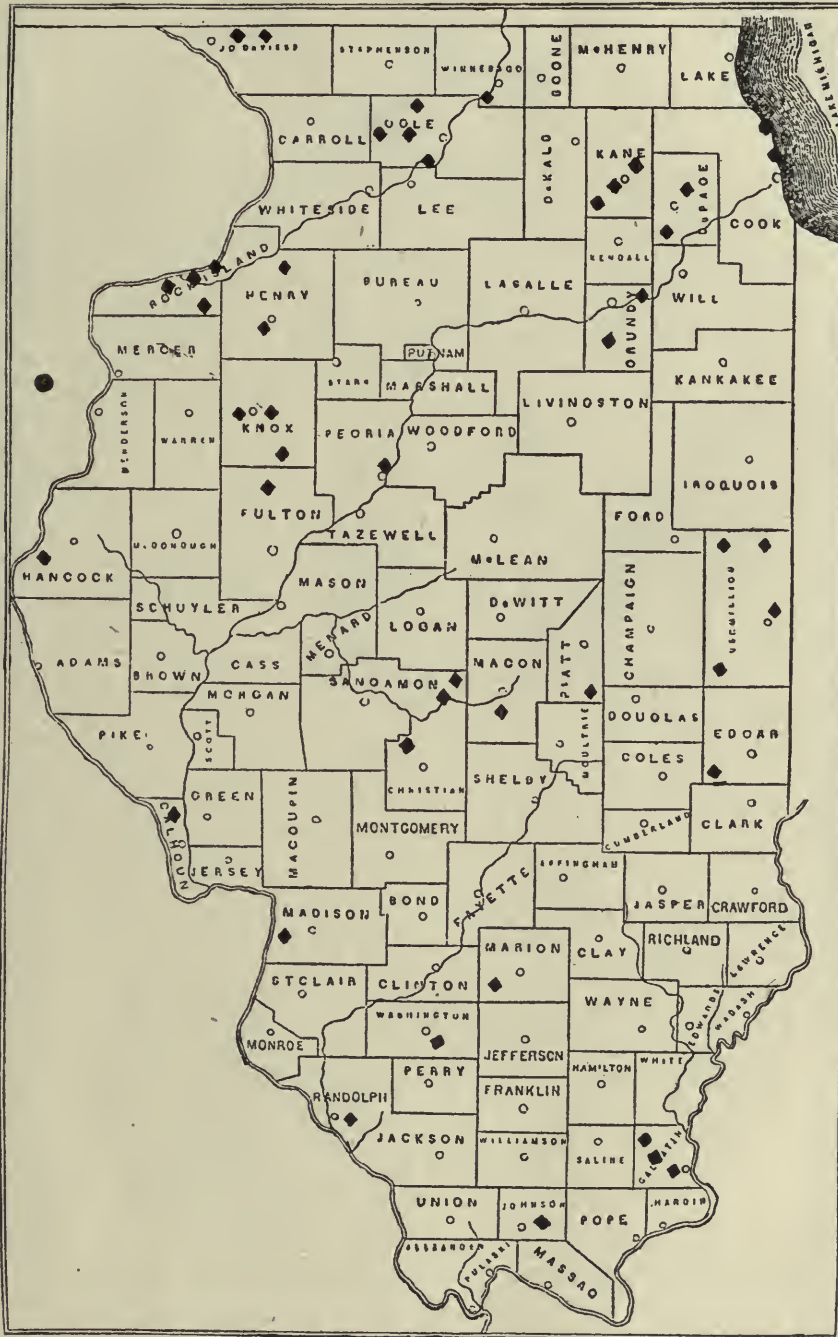 JO DAVIESS
STEPHENSON
WINNEBAGO
BOONE
McHENRY
LAKE
LAKE MICHIGAN
CARROLL
OGLE
DeKALB
KANE
DuPAGE
COOK
WHITESIDE
LEE
KENDALL
ROCK ISLAND
HENRY
BUREAU
LASALLE
GRUNDY
WILL
MERCER
PUTNAM
STARK
MARSHALL
KANKAKEE
HENDERSON
WARREN
KNOX
PEORIA
WOODFORD
LIVINGSTON
IROQUOIS
FULTON
FORD
HANCOCK
McDONOUGH
TAZEWELL
McLEAN
VERMILLION
MASON
SCHUYLER
LOGAN
DeWITT
CHAMPAIGN
MENARD
ADAMS
BROWN
CASS
MACON
PIATT
SANGAMON
MORGAN
DOUGLAS
PIKE
SCOTT
EDGAR
MOULTRIE
COLES
CHRISTIAN
SHELBY
GREEN
MACOUPIN
CALHOUN
MONTGOMERY
CUMBERLAND
CLARK
JERSEY
FAYETTE
EFFINGHAM
JASPER
CRAWFORD
BOND
MADISON
MARION
CLAY
RICHLAND
LAWRENCE
ST CLAIR
CLINTON
WAYNE
EDWARDS
WABASH
WASHINGTON
MONROE
JEFFERSON
WHITE
HAMILTON
PERRY
RANDOLPH
FRANKLIN
JACKSON
WILLIAMSON
SALINE
GALLATIN
UNION
JOHNSON
POPE
HARDIN
ALEXANDER
PULASKI
MASSAC